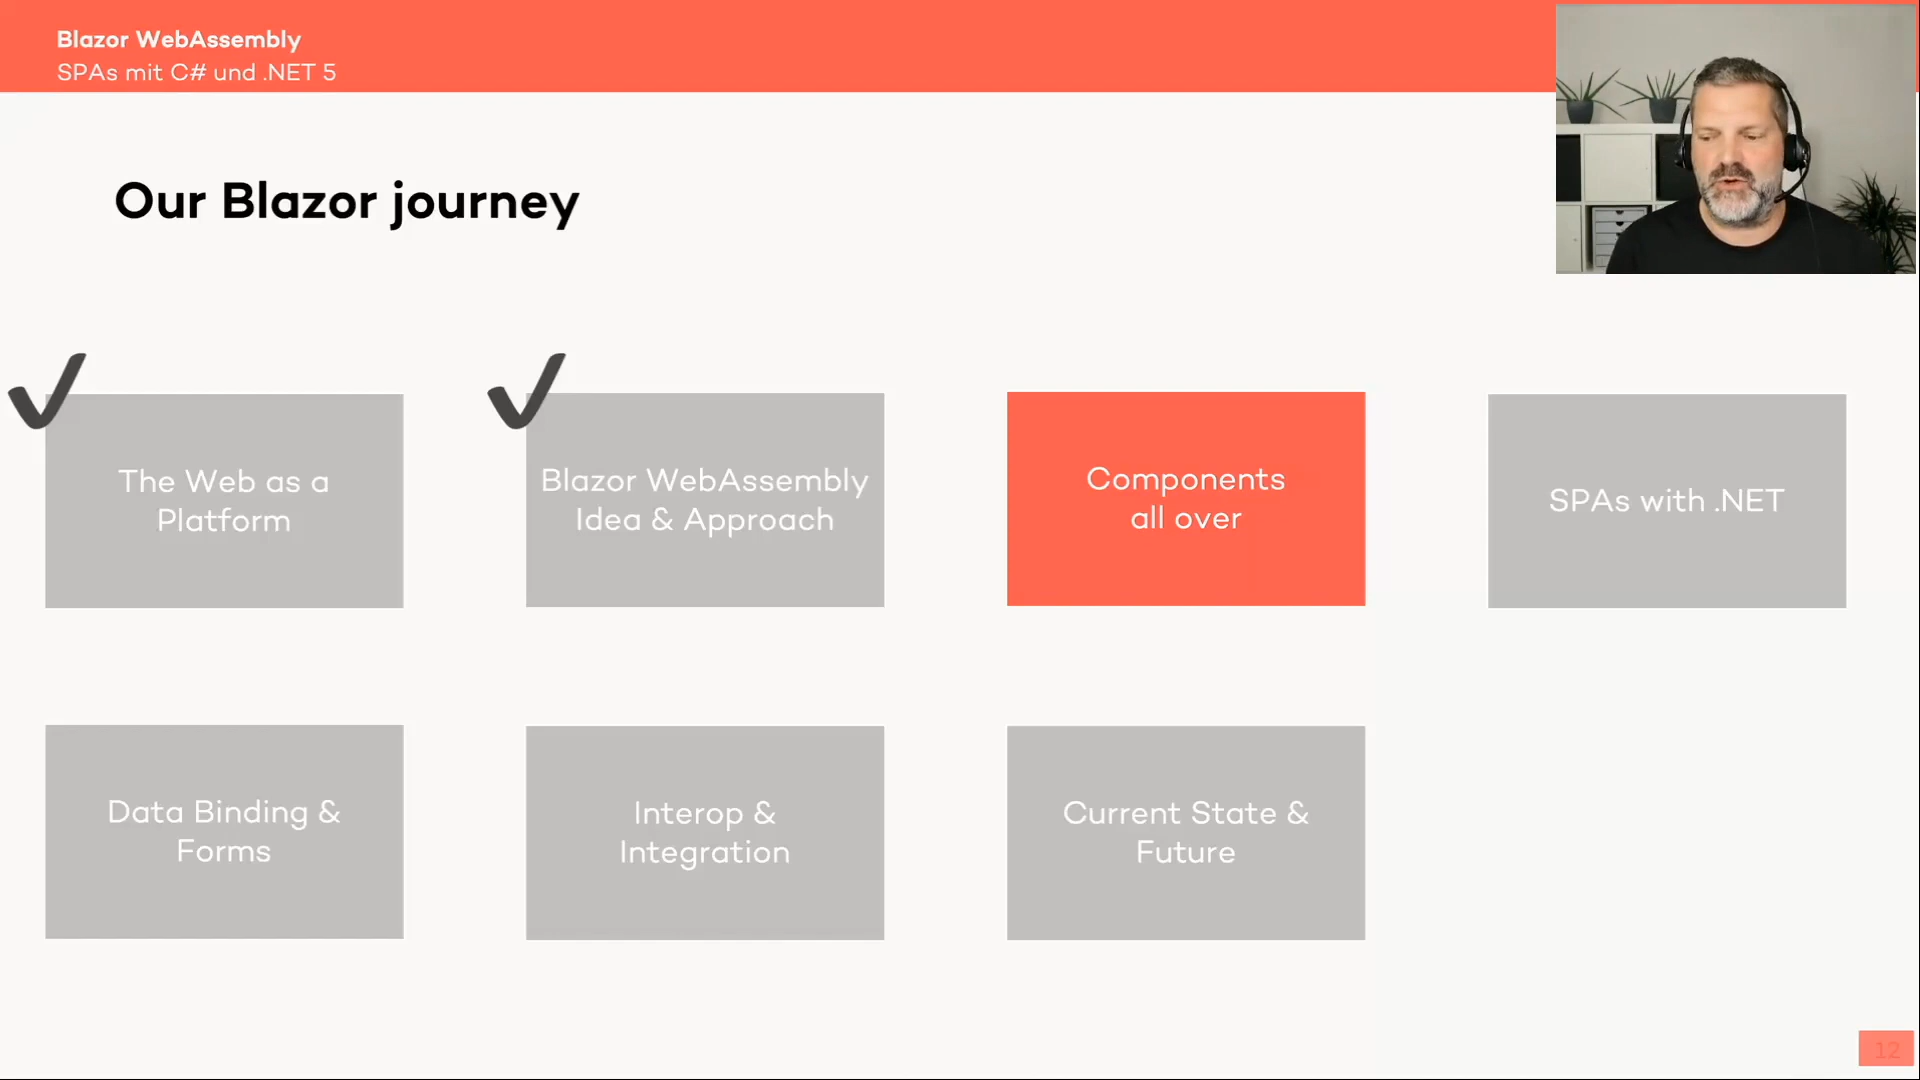 Blazor WebAssembly
SPAs mit C# und .NET 5
Our Blazor journey
The Web as a
Platform
Blazor WebAssembly
Idea & Approach
Components
all over
SPAs with .NET
Data Binding &
Forms
Interop &
Integration
Current State &
Future
12